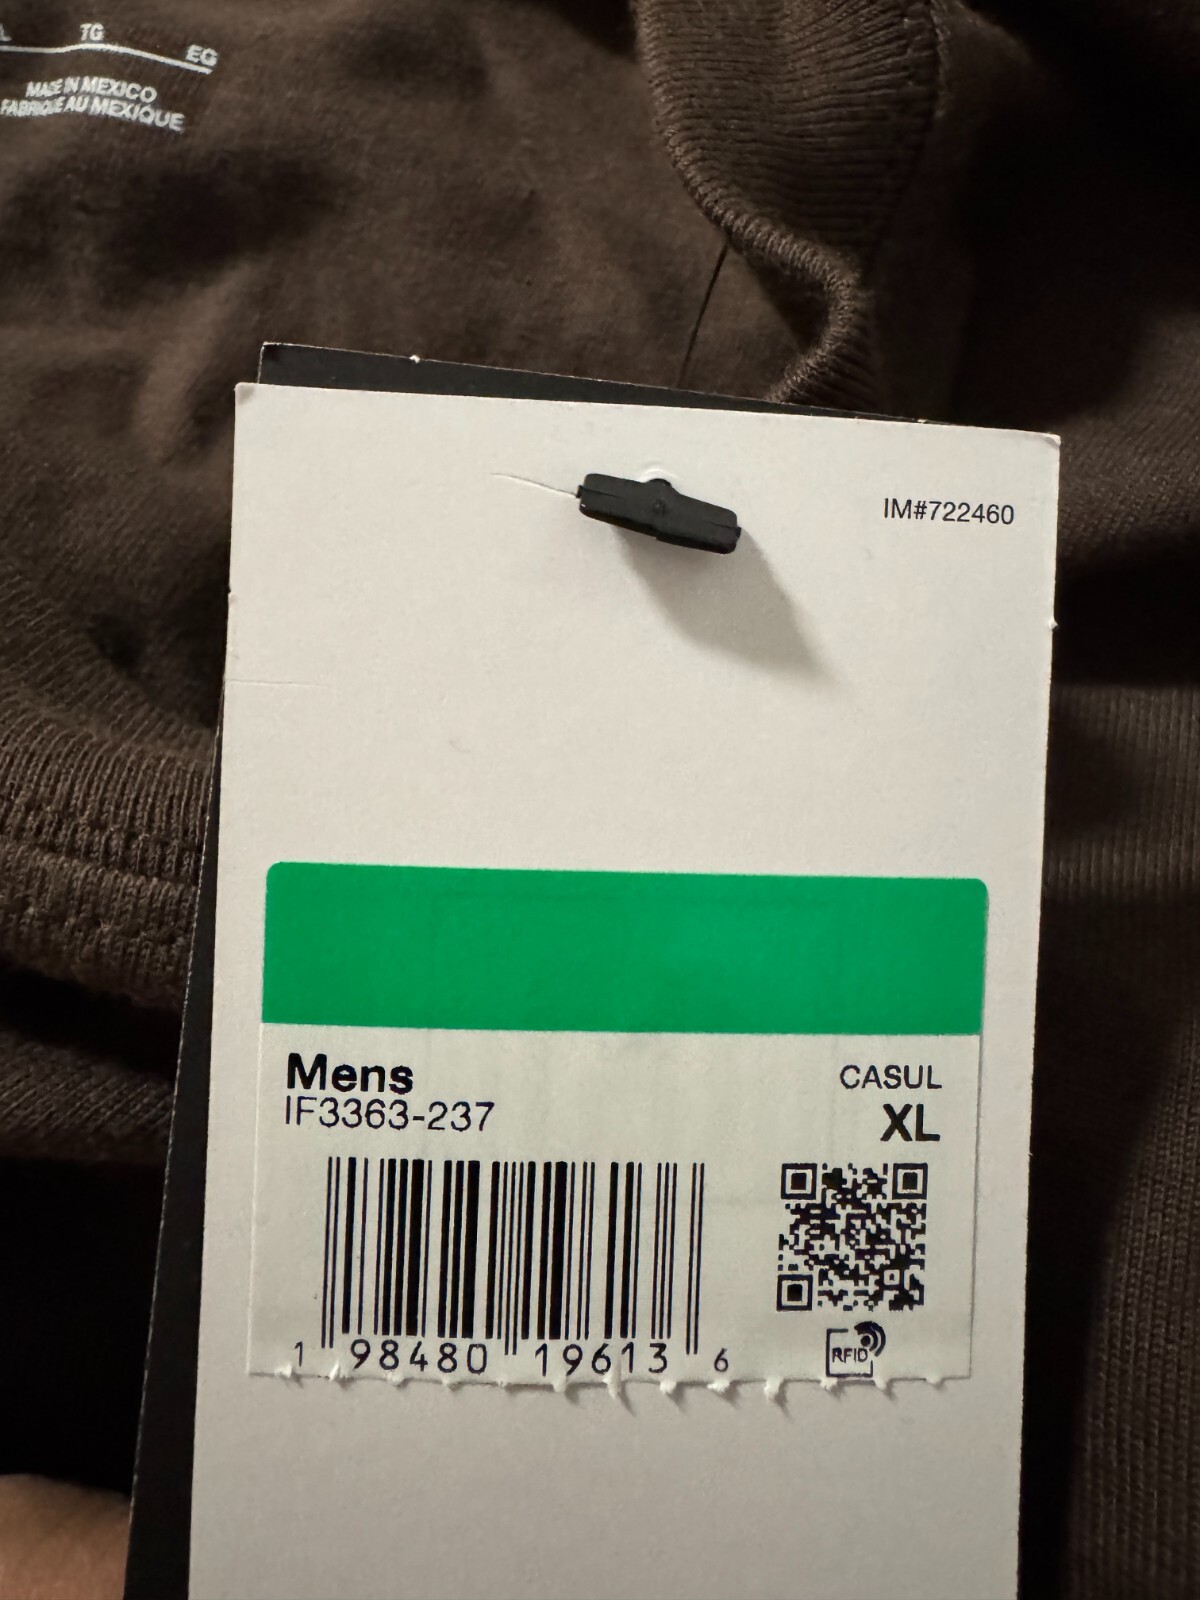 TG
EG
MADE IN MEXICO
FABRIQUÉ AU MEXIQUE
IM#722460
Mens
CASUL
IF3363-237
XL
1 98480 19613 6
RFID